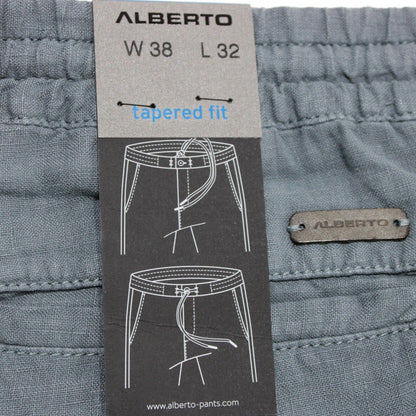 ALBERTO
W 38 L 32
tapered fit
ALBERTO
www.alberto-pants.com